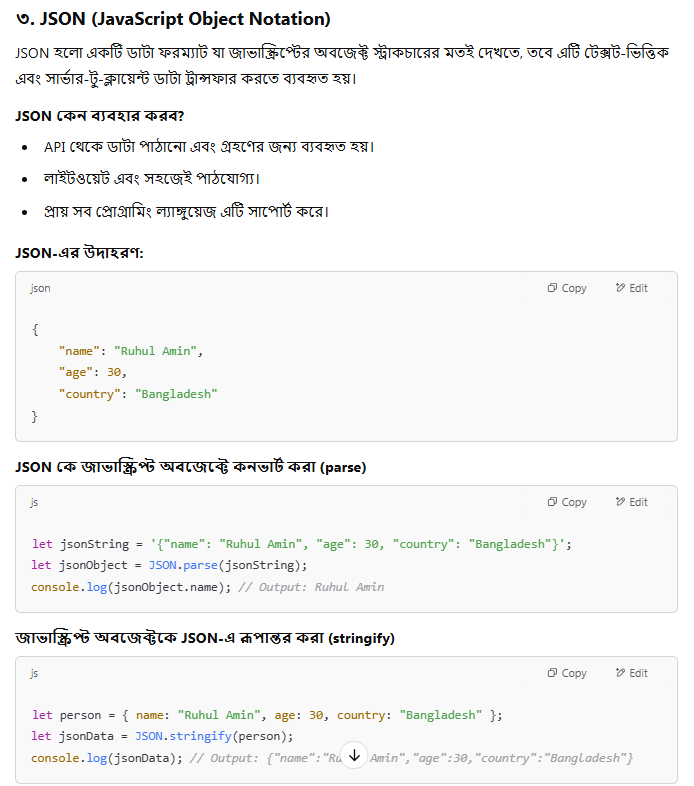 ৩. JSON (JavaScript Object Notation)
JSON হলো একটি ডাটা ফরম্যাট যা জাভাস্ক্রিপ্টের অবজেক্ট স্ট্রাকচারের মতই দেখতে, তবে এটি টেক্সট-ভিত্তিক
এবং সার্ভার-টু-ক্লায়েন্ট ডাটা ট্রান্সফার করতে ব্যবহৃত হয়।
JSON কেন ব্যবহার করব?
• API থেকে ডাটা পাঠানো এবং গ্রহণের জন্য ব্যবহৃত হয়।
• লাইটওয়েট এবং সহজেই পাঠযোগ্য।
• প্রায় সব প্রোগ্রামিং ল্যাঙ্গুয়েজ এটি সাপোর্ট করে।
JSON-এর উদাহরণ:
json Copy Edit
{
"name": "Ruhul Amin",
"age": 30,
"country": "Bangladesh"
}
JSON কে জাভাস্ক্রিপ্ট অবজেক্টে কনভার্ট করা (parse)
js Copy Edit
let jsonString = '{"name": "Ruhul Amin", "age": 30, "country": "Bangladesh"}';
let jsonObject = JSON.parse(jsonString);
console.log(jsonObject.name); // Output: Ruhul Amin
জাভাস্ক্রিপ্ট অবজেক্টকে JSON-এ রূপান্তর করা (stringify)
js Copy Edit
let person = { name: "Ruhul Amin", age: 30, country: "Bangladesh" };
let jsonData = JSON.stringify(person);
console.log(jsonData); // Output: {"name":"Ru Amin","age":30,"country":"Bangladesh"}